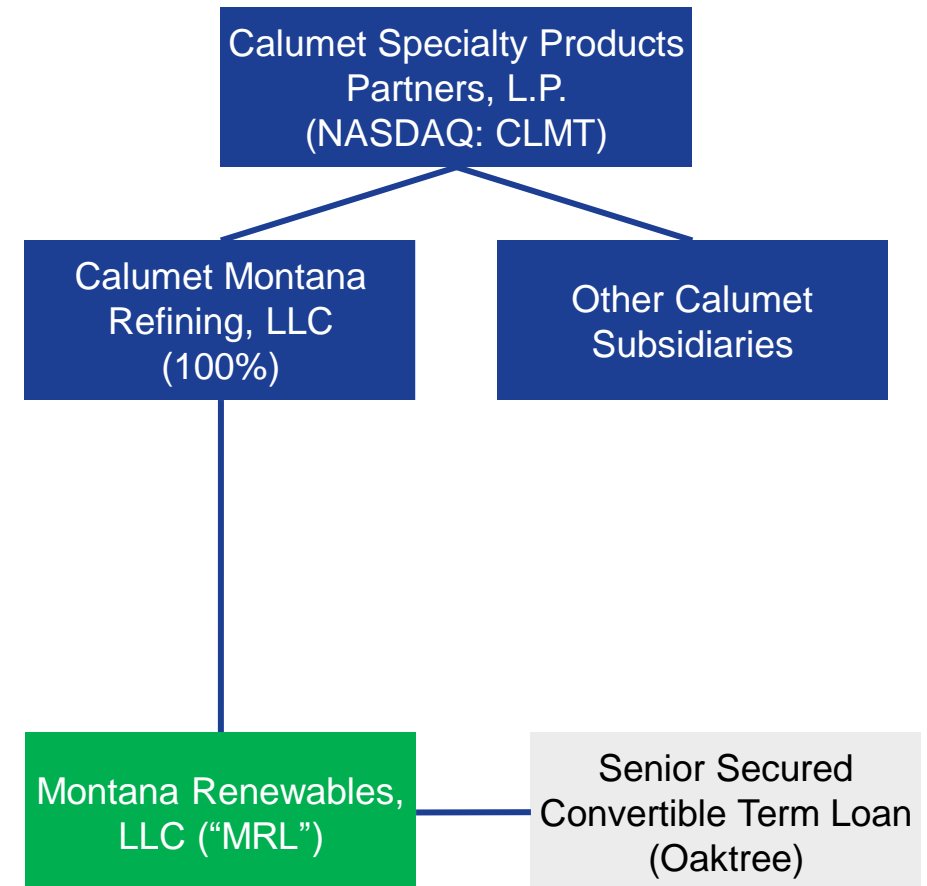 Calumet Specialty Products
Partners, L.P.
(NASDAQ: CLMT)
Calumet Montana
Refining, LLC
(100%)
Other Calumet
Subsidiaries
Montana Renewables,
LLC (“MRL”)
Senior Secured
Convertible Term Loan
(Oaktree)